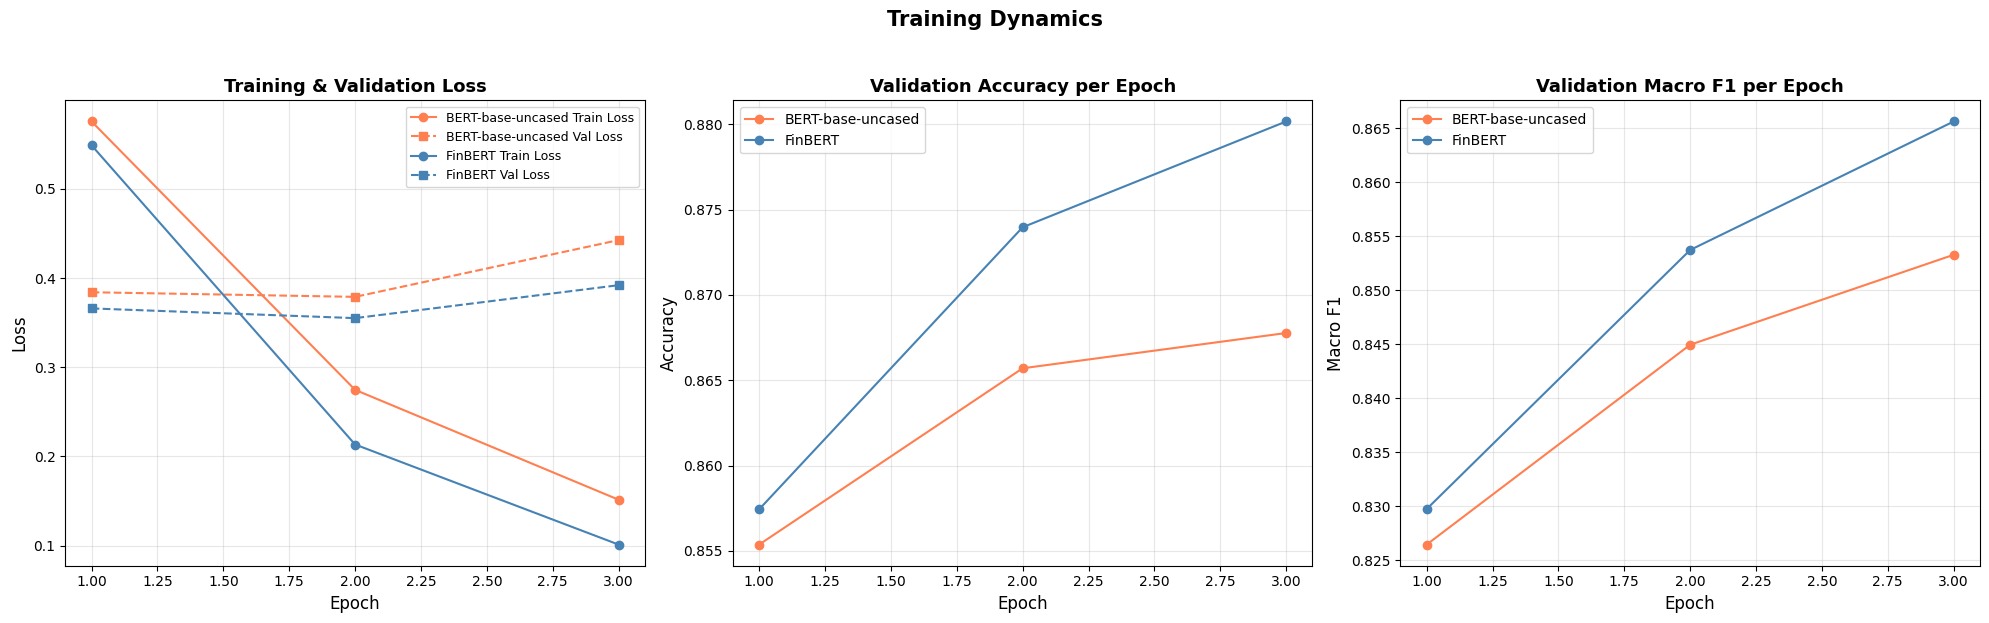 Training Dynamics
Training & Validation Loss
BERT-base-uncased Train Loss
BERT-base-uncased Val Loss
FinBERT Train Loss
FinBERT Val Loss
Loss
0.5
0.4
0.3
0.2
0.1
1.00 1.25 1.50 1.75 2.00 2.25 2.50 2.75 3.00
Epoch
Validation Accuracy per Epoch
BERT-base-uncased
FinBERT
Accuracy
0.880
0.875
0.870
0.865
0.860
0.855
1.00 1.25 1.50 1.75 2.00 2.25 2.50 2.75 3.00
Epoch
Validation Macro F1 per Epoch
BERT-base-uncased
FinBERT
Macro F1
0.865
0.860
0.855
0.850
0.845
0.840
0.835
0.830
0.825
1.00 1.25 1.50 1.75 2.00 2.25 2.50 2.75 3.00
Epoch